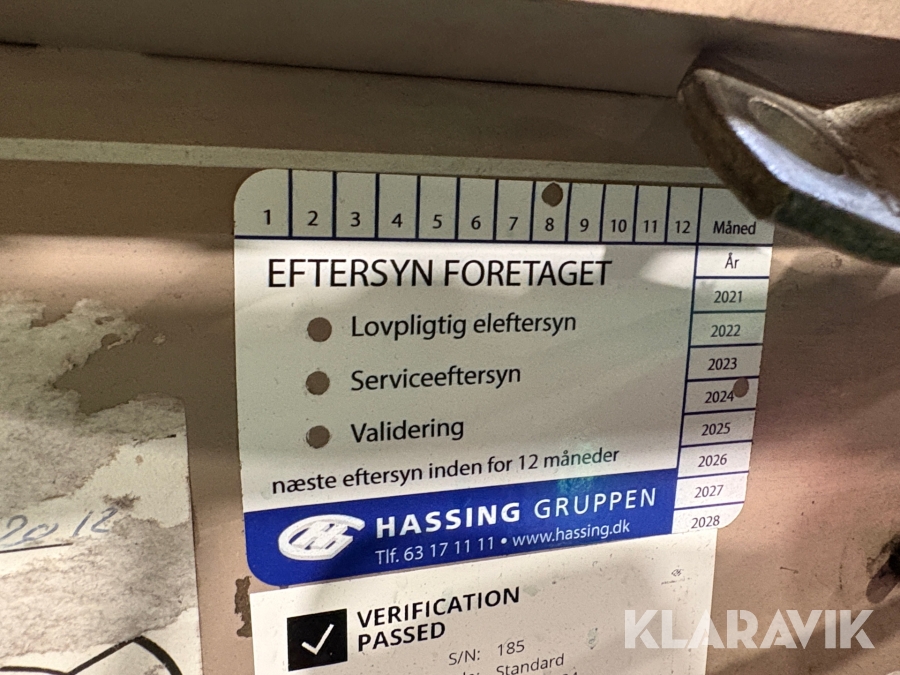 1 2 3 4 5 6 7 8 9 10 11 12 Måned
År
EFTERSYN FORETAGET
2021
Lovpligtig eleftersyn
2022
Serviceeftersyn
2023
2024
Validering
2025
næste eftersyn inden for 12 måneder
2026
HASSING GRUPPEN
2027
Tlf. 63 17 11 11 • www.hassing.dk
2028
2012
VERIFICATION
PASSED
S/N: 185
Standard
KLARAVIK